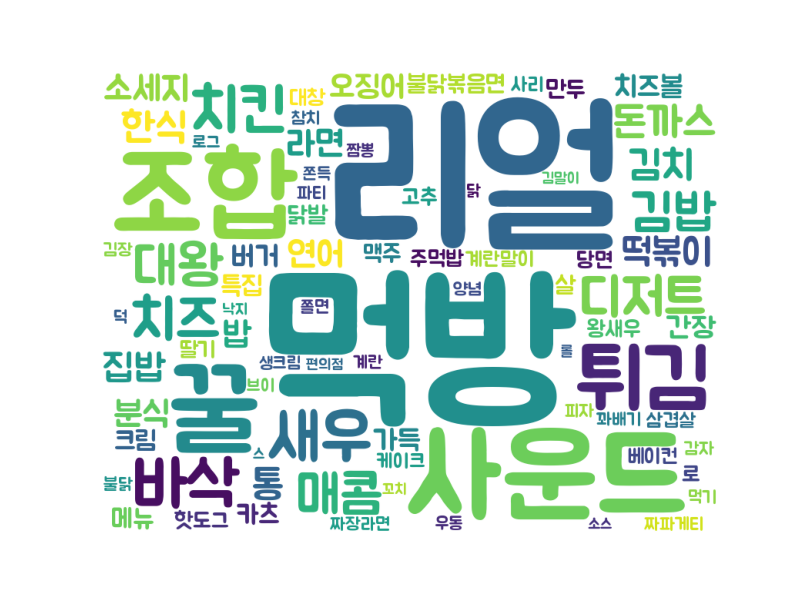 소세지 치킨 대창 오징어 불닭볶음면 사리 만두 치즈볼
한식 로그 참치 라면 짬뽕 리얼 돈까스
조합 쫀득 파티 닭발 고추 닭 김말이 김치 김밥
김장 대왕 버거 연어 맥주 주먹밥 계란말이 당면 떡볶이
덕 치즈 낙지 밥 특집 쫄면 먹방 양념 살 디저트 왕새우 간장
집밥 딸기 브이 생크림 편의점 계란 롤 튀김
분식 꿀 새우 가득 사운드 피자 꽈배기 삼겹살
크림 스 케이크 베이컨 감자
불닭 바삭 통 매콤 꼬치 로 먹기
메뉴 핫도그 카츠 짜장라면 우동 소스 짜파게티